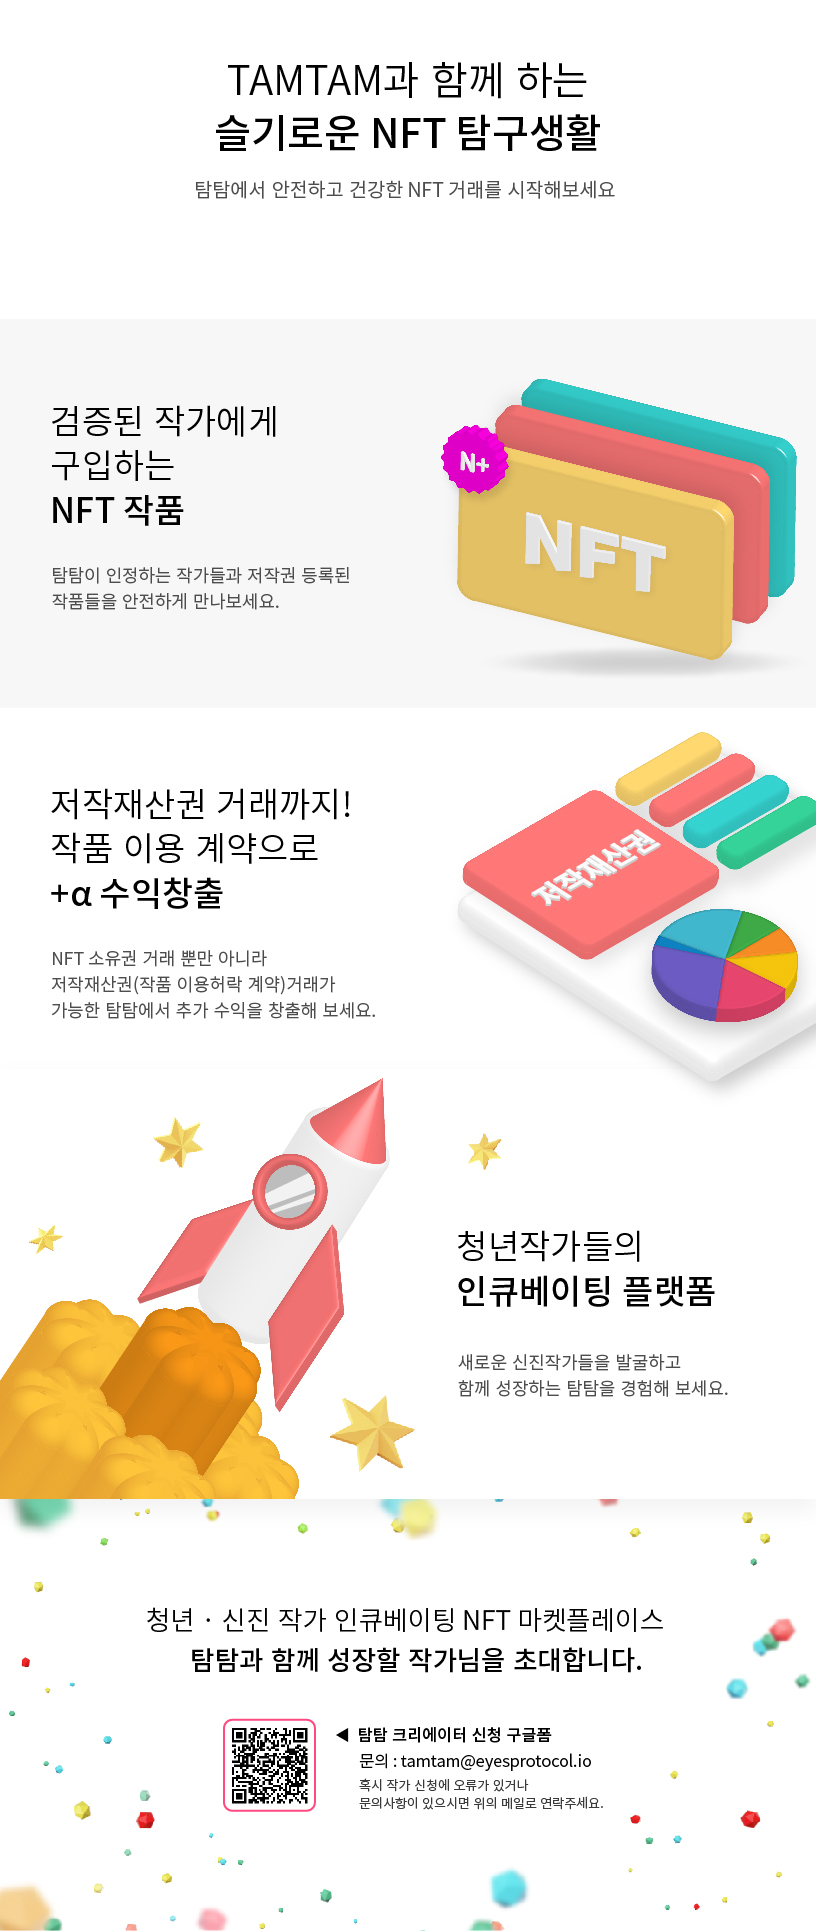 TAMTAM과 함께 하는
슬기로운 NFT 탐구생활
탐탐에서 안전하고 건강한 NFT 거래를 시작해보세요
검증된 작가에게
구입하는
NFT 작품
탐탐이 인정하는 작가들과 저작권 등록된
작품들을 안전하게 만나보세요.
N+
NFT
저작재산권 거래까지!
작품 이용 계약으로
+α 수익창출
NFT 소유권 거래 뿐만 아니라
저작재산권(작품 이용허락 계약)거래가
가능한 탐탐에서 추가 수익을 창출해 보세요.
저작재산권
청년작가들의
인큐베이팅 플랫폼
새로운 신진작가들을 발굴하고
함께 성장하는 탐탐을 경험해 보세요.
청년 · 신진 작가 인큐베이팅 NFT 마켓플레이스
탐탐과 함께 성장할 작가님을 초대합니다.
◀ 탐탐 크리에이터 신청 구글폼
문의 : tamtam@eyesprotocol.io
혹시 작가 신청에 오류가 있거나
문의사항이 있으시면 위의 메일로 연락주세요.